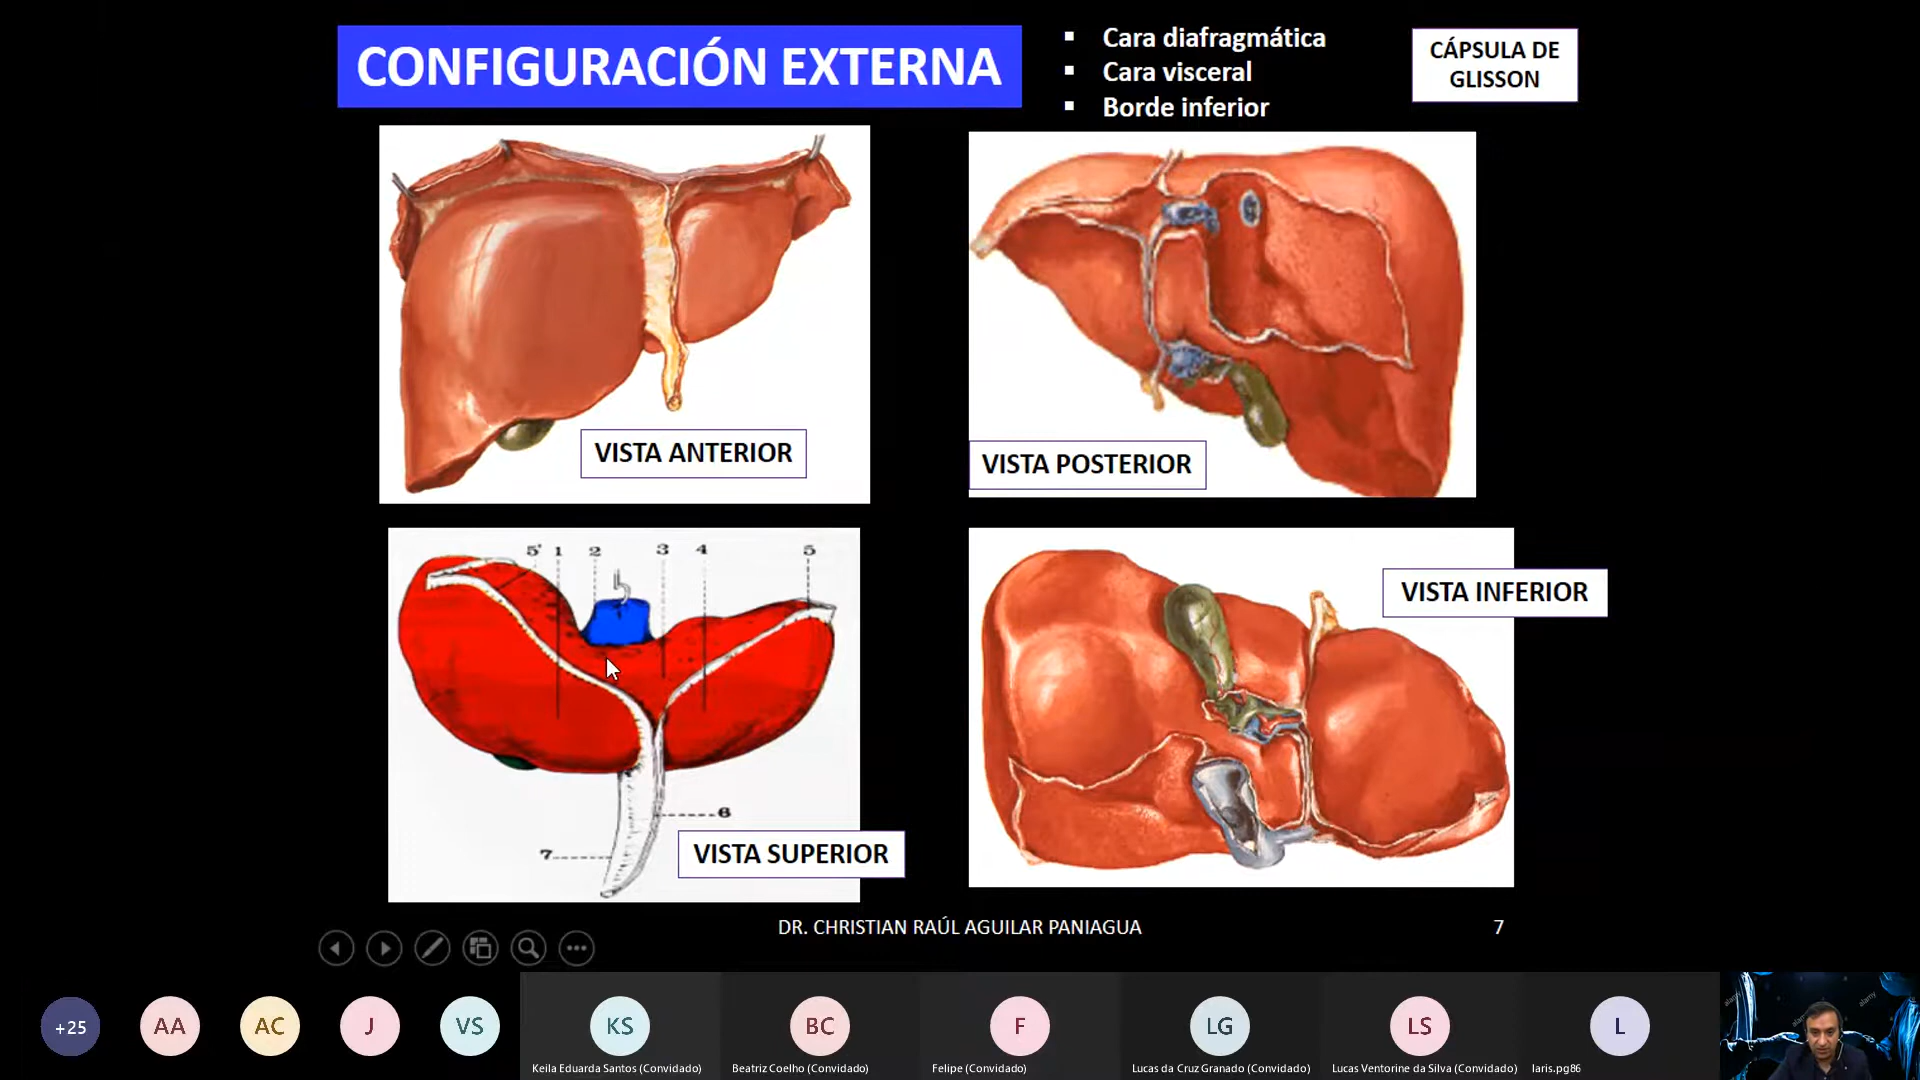 CONFIGURACIÓN EXTERNA
▪ Cara diafragmática
▪ Cara visceral
▪ Borde inferior
CÁPSULA DE
GLISSON
VISTA ANTERIOR
VISTA POSTERIOR
5' 1 2 3 4 5
6
7
VISTA SUPERIOR
VISTA INFERIOR
DR. CHRISTIAN RAÚL AGUILAR PANIAGUA
7
+25
AA
AC
J
VS
KS
BC
F
LG
LS
L
Keila Eduarda Santos (Convidado)
Beatriz Coelho (Convidado)
Felipe (Convidado)
Lucas da Cruz Granado (Convidado)
Lucas Ventorine da Silva (Convidado)
laris.pg86
alamy
alamy